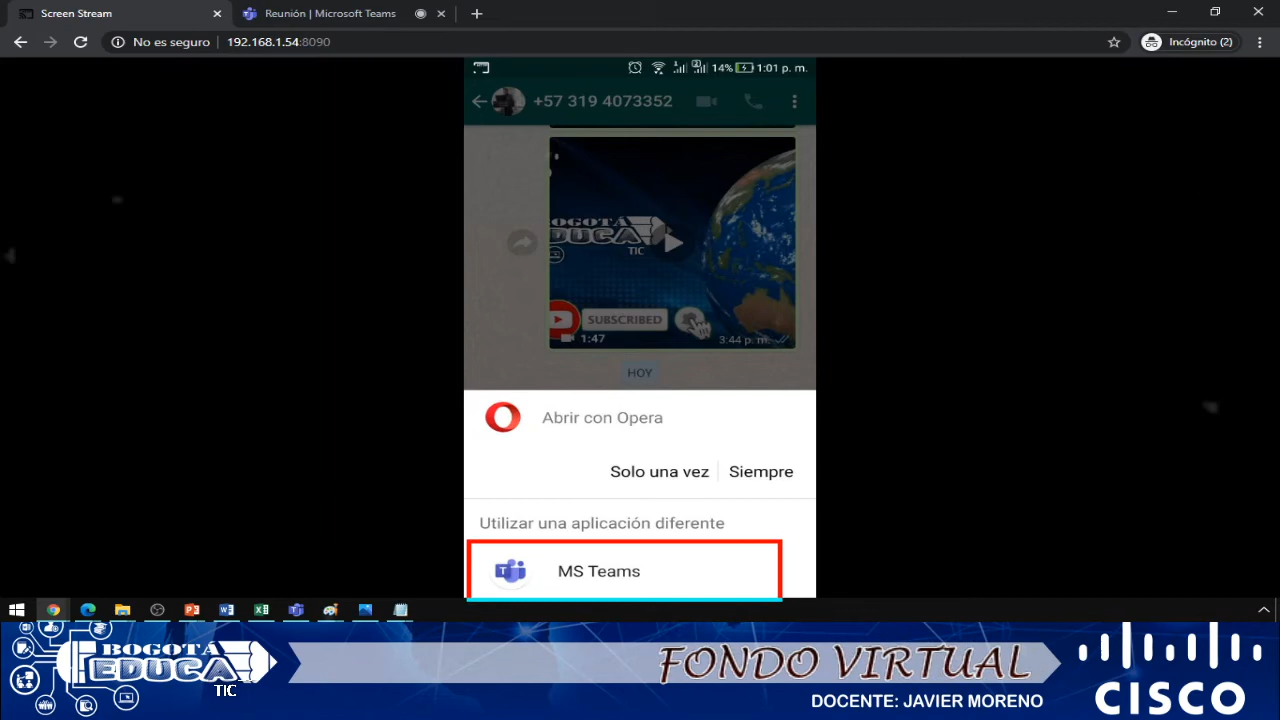 Screen Stream
Reunión | Microsoft Teams
No es seguro
192.168.1.54:8090
Incógnito (2)
14%
1:01 p. m.
+57 319 4073352
BOGOTÁ
EDUCA
TIC
SUBSCRIBED
1:47
3:44 p. m.
HOY
Abrir con Opera
Solo una vez
Siempre
Utilizar una aplicación diferente
MS Teams
BOGOTÁ
EDUCA
TIC
FONDO VIRTUAL
DOCENTE: JAVIER MORENO
CISCO